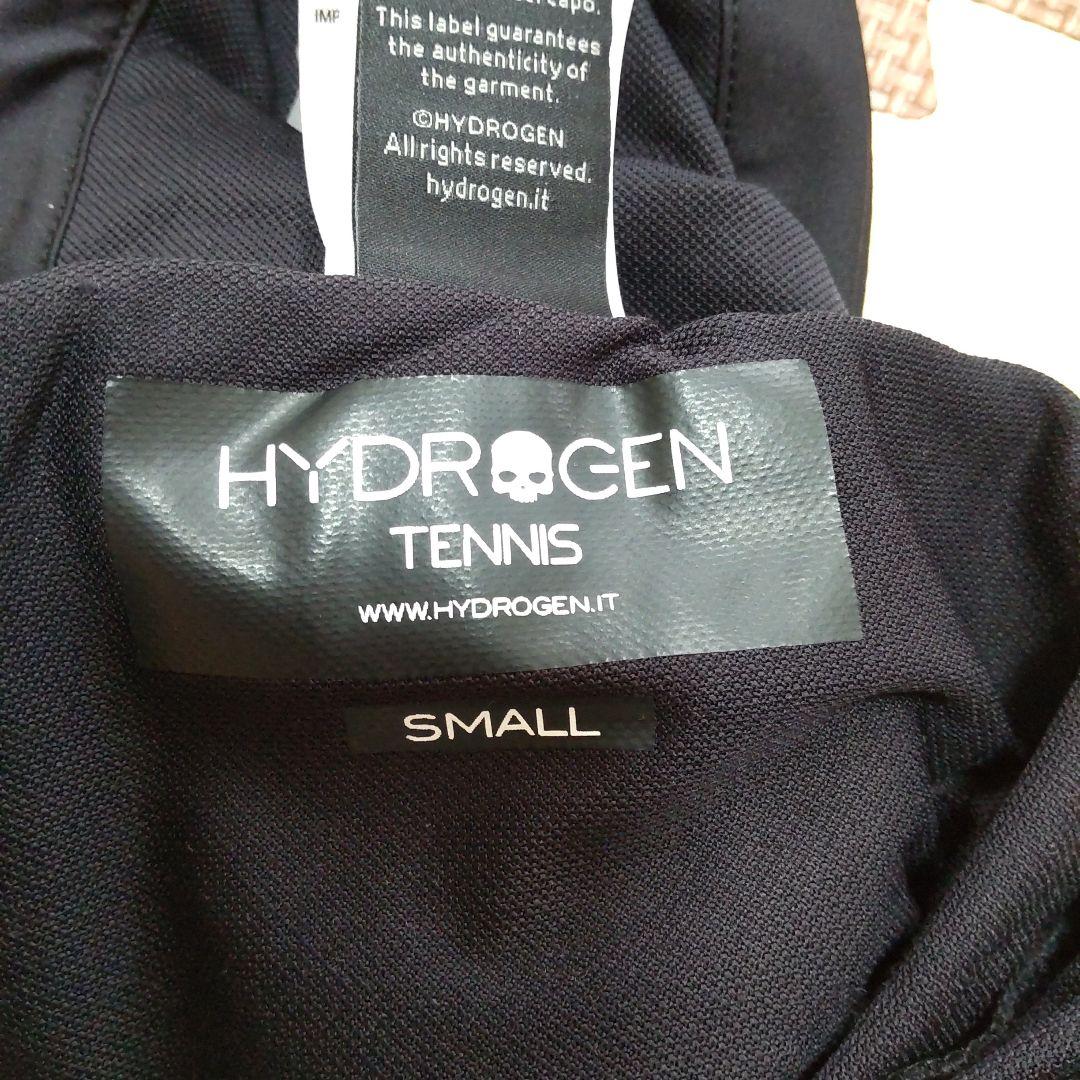 IMP
This label guarantees
the authenticity of
the garment.
©HYDROGEN
All rights reserved.
hydrogen.it
HYDROGEN
TENNIS
WWW.HYDROGEN.IT
SMALL